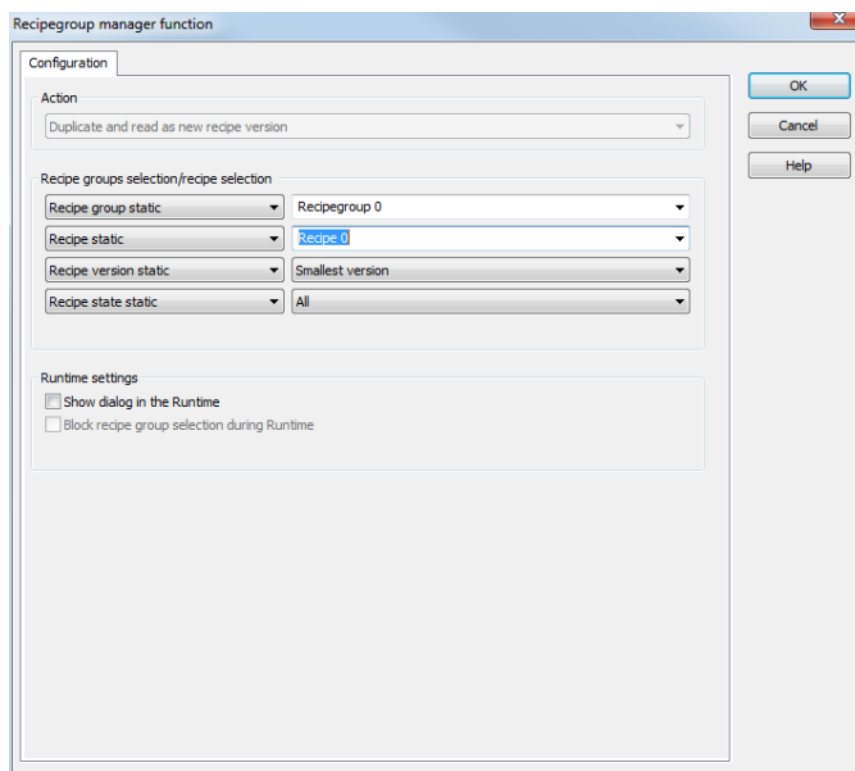 Recipegroup manager function
Configuration
Action
Duplicate and read as new recipe version
Recipe groups selection/recipe selection
Recipe group static Recipegroup 0
Recipe static Recipe 0
Recipe version static Smallest version
Recipe state static All
Runtime settings
Show dialog in the Runtime
Block recipe group selection during Runtime
OK
Cancel
Help